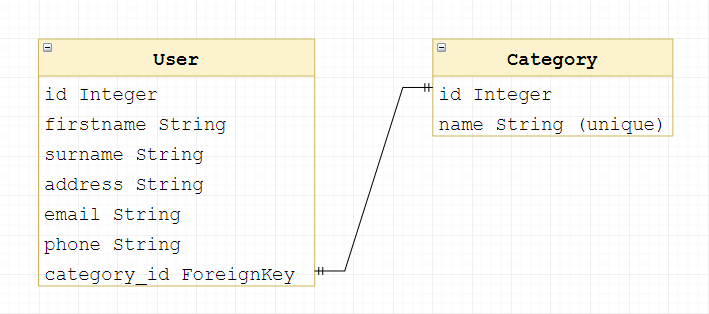 User
id Integer
firstname String
surname String
address String
email String
phone String
category_id ForeignKey
Category
id Integer
name String (unique)